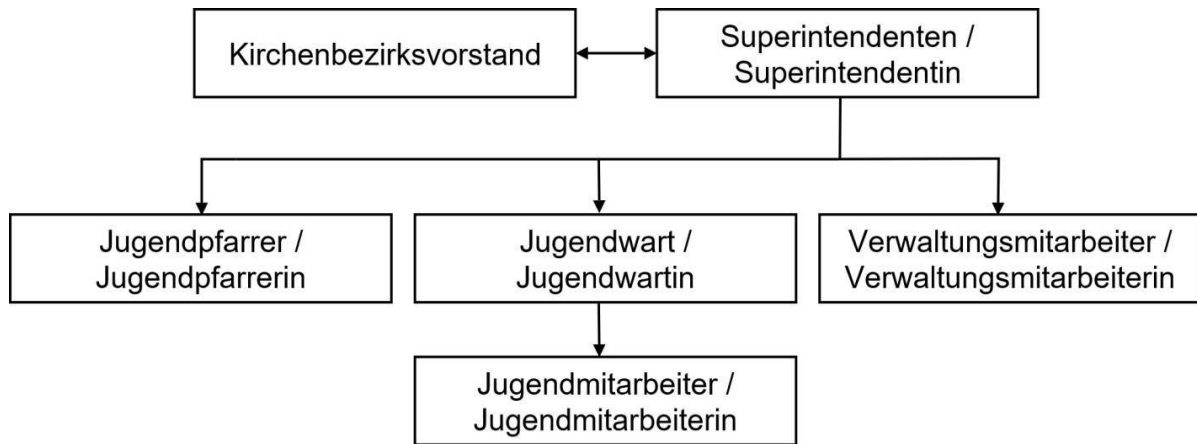 Kirchenbezirksvorstand
Superintendenten /
Superintendentin
Jugendpfarrer /
Jugendpfarrerin
Jugendwart /
Jugendwartin
Verwaltungsmitarbeiter /
Verwaltungsmitarbeiterin
Jugendmitarbeiter /
Jugendmitarbeiterin